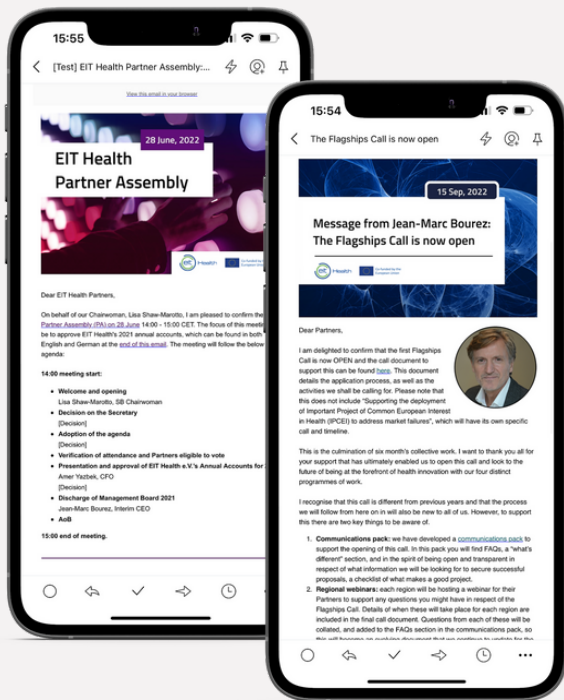 15:55
[Test] EIT Health Partner Assembly:...
View this email in your browser
28 June, 2022
EIT Health
Partner Assembly
eit Health
Co-funded by the
European Union
Dear EIT Health Partners,
On behalf of our Chairwoman, Lisa Shaw-Marotto, I am pleased to confirm the
Partner Assembly (PA) on 28 June 14:00 - 15:00 CET. The focus of this meetin
be to approve EIT Health's 2021 annual accounts, which can be found in both
English and German at the end of this email. The meeting will follow the below
agenda:
14:00 meeting start:
• Welcome and opening
Lisa Shaw-Marotto, SB Chairwoman
• Decision on the Secretary
[Decision]
• Adoption of the agenda
[Decision]
• Verification of attendance and Partners eligible to vote
• Presentation and approval of EIT Health e.V.'s Annual Accounts for
Amer Yazbek, CFO
[Decision]
• Discharge of Management Board 2021
Jean-Marc Bourez, Interim CEO
• AoB
15:00 end of meeting.
15:54
The Flagships Call is now open
15 Sep, 2022
Message from Jean-Marc Bourez:
The Flagships Call is now open
eit Health
Co-funded by the
European Union
Dear Partners,
I am delighted to confirm that the first Flagships
Call is now OPEN and the call document to
support this can be found here. This document
details the application process, as well as the
activities we shall be calling for. Please note that
this does not include "Supporting the deployment
of Important Project of Common European Interest
in Health (IPCEI) to address market failures", which will have its own specific
call and timeline.
This is the culmination of six month's collective work. I want to thank you all for
your support that has ultimately enabled us to open this call and look to the
future of being at the forefront of health innovation with our four distinct
programmes of work.
I recognise that this call is different from previous years and that the process
we will follow from here on in will also be new to all of us. However, to support
this there are two key things to be aware of.
1. Communications pack: we have developed a communications pack to
support the opening of this call. In this pack you will find FAQs, a "what's
different" section, and in the spirit of being open and transparent in
respect of what information we will be looking for to secure successful
proposals, a checklist of what makes a good project.
2. Regional webinars: each region will be hosting a webinar for their
Partners to support any questions you might have in respect of the
Flagships Call. Details of when these will take place for each region are
included in the final call document. Questions from each of these will be
collated, and added to the FAQs section in the communications pack, so